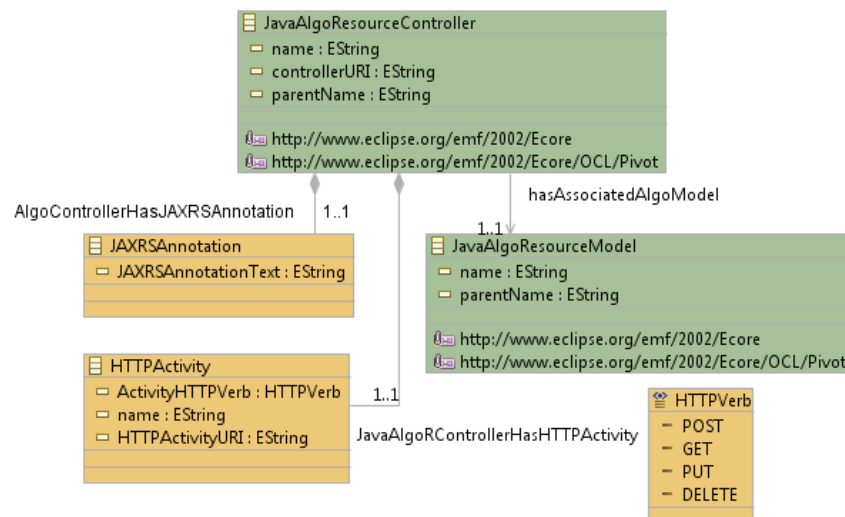 JavaAlgoResourceController
name : EString
controllerURI : EString
parentName : EString
http://www.eclipse.org/emf/2002/Ecore
http://www.eclipse.org/emf/2002/Ecore/OCL/Pivot
AlgoControllerHasJAXRSAnnotation
1..1
hasAssociatedAlgoModel
1..1
JAXRSAnnotation
JAXRSAnnotationText : EString
JavaAlgoResourceModel
name : EString
parentName : EString
http://www.eclipse.org/emf/2002/Ecore
http://www.eclipse.org/emf/2002/Ecore/OCL/Pivot
HTTPActivity
ActivityHTTPVerb : HTTPVerb
name : EString
HTTPActivityURI : EString
1..1
JavaAlgoRControllerHasHTTPActivity
HTTPVerb
POST
GET
PUT
DELETE